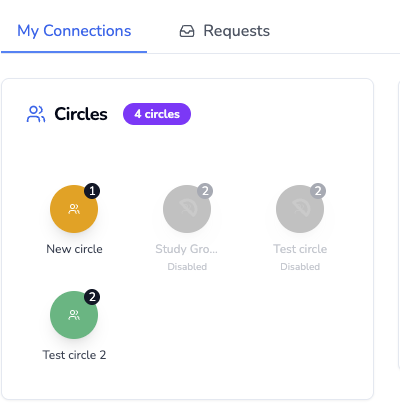 My Connections
Requests
Circles
4 circles
1
2
2
New circle
Study Gro...
Test circle
Disabled
Disabled
2
Test circle 2